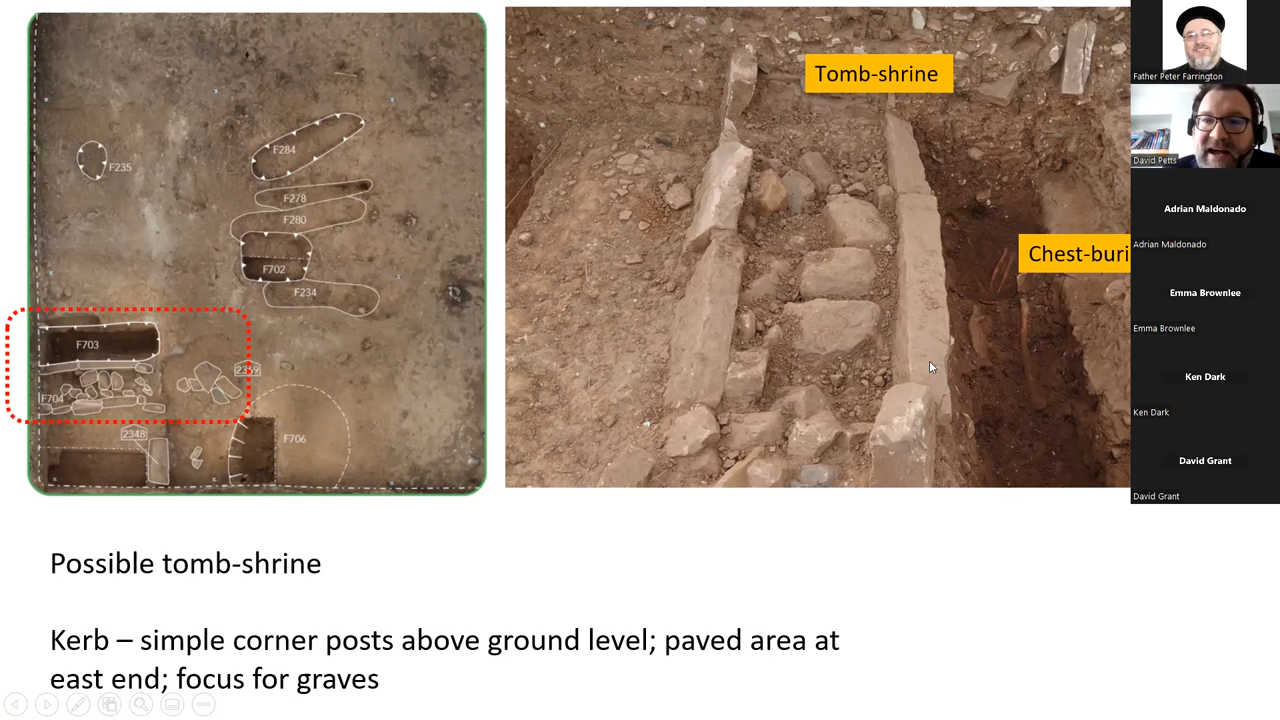 F235
F284
F278
F280
F702
F234
F703
2369
F704
F706
2348
Tomb-shrine
Chest-buri
Possible tomb-shrine
Kerb – simple corner posts above ground level; paved area at
east end; focus for graves
Father Peter Farrington
David Petts
Adrian Maldonado
Adrian Maldonado
Emma Brownlee
Emma Brownlee
Ken Dark
Ken Dark
David Grant
David Grant